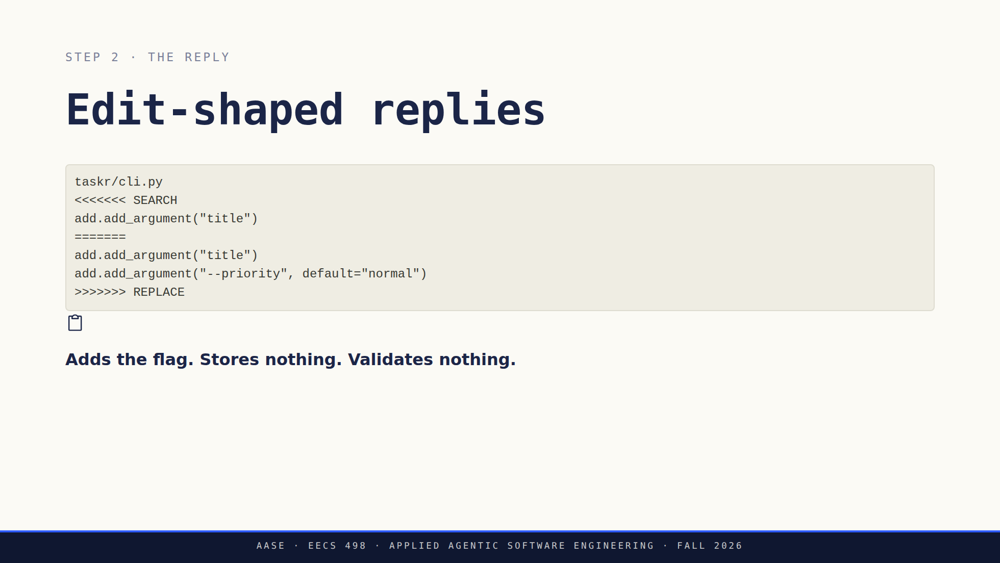 STEP 2 · THE REPLY
Edit-shaped replies
taskr/cli.py
<<<<<<< SEARCH
add.add_argument("title")
=======
add.add_argument("title")
add.add_argument("--priority", default="normal")
>>>>>>> REPLACE
Adds the flag. Stores nothing. Validates nothing.
AASE · EECS 498 · APPLIED AGENTIC SOFTWARE ENGINEERING · FALL 2026